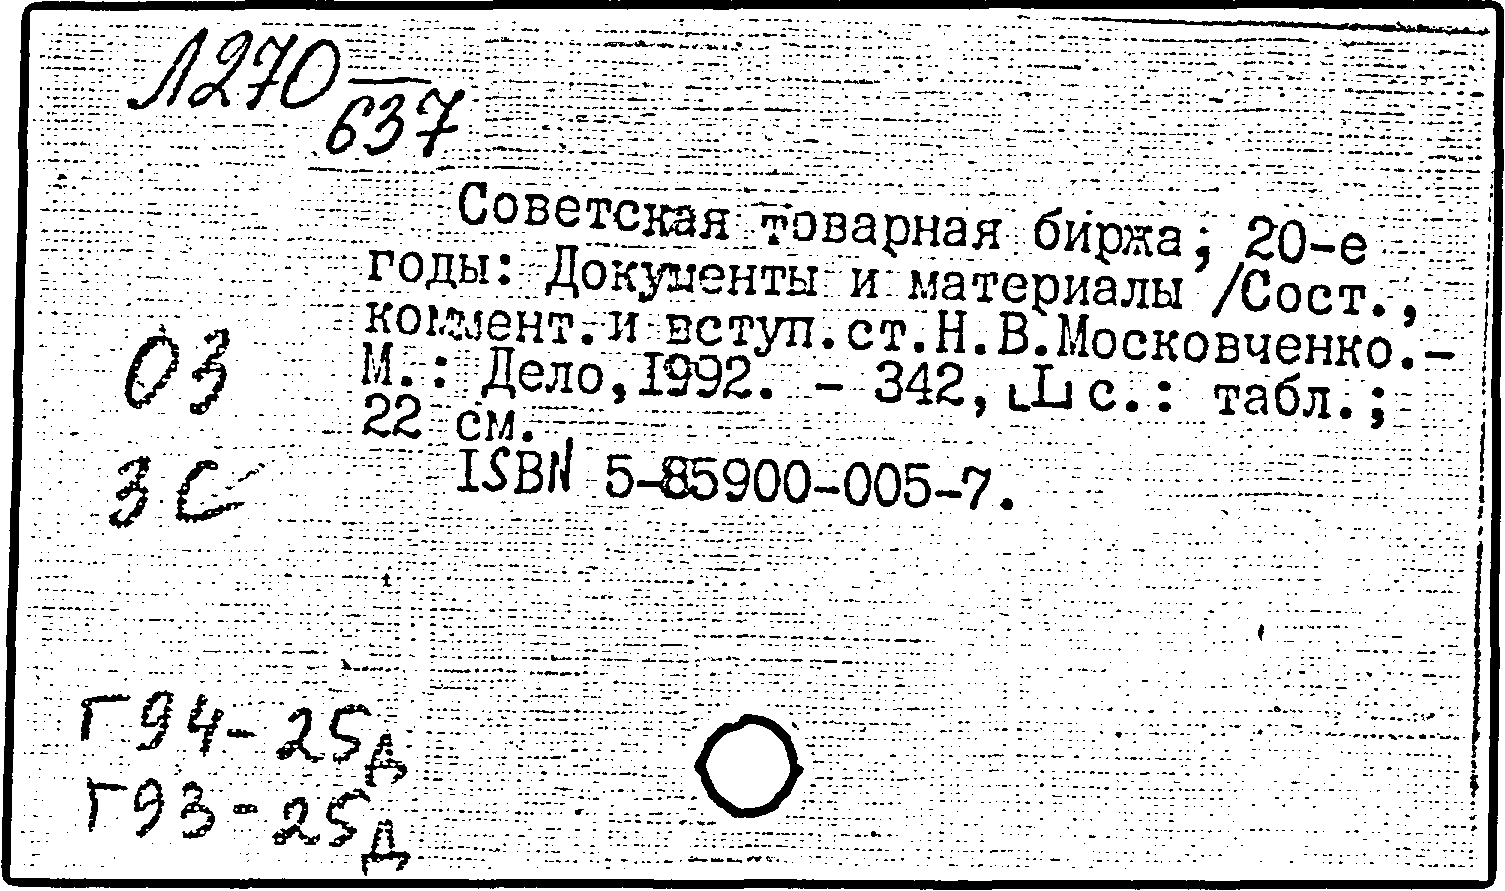 Л270
637
Советская товарная биржа; 20-е
годы: Документы и материалы /Сост.,
коммент. и вступ.ст.Н.В.Московченко.-
М.: Дело,1992. - 342, [1] с.: табл.;
22 см.
ISBN 5-85900-005-7.
03
3С
Г94-25д
Г93-25д